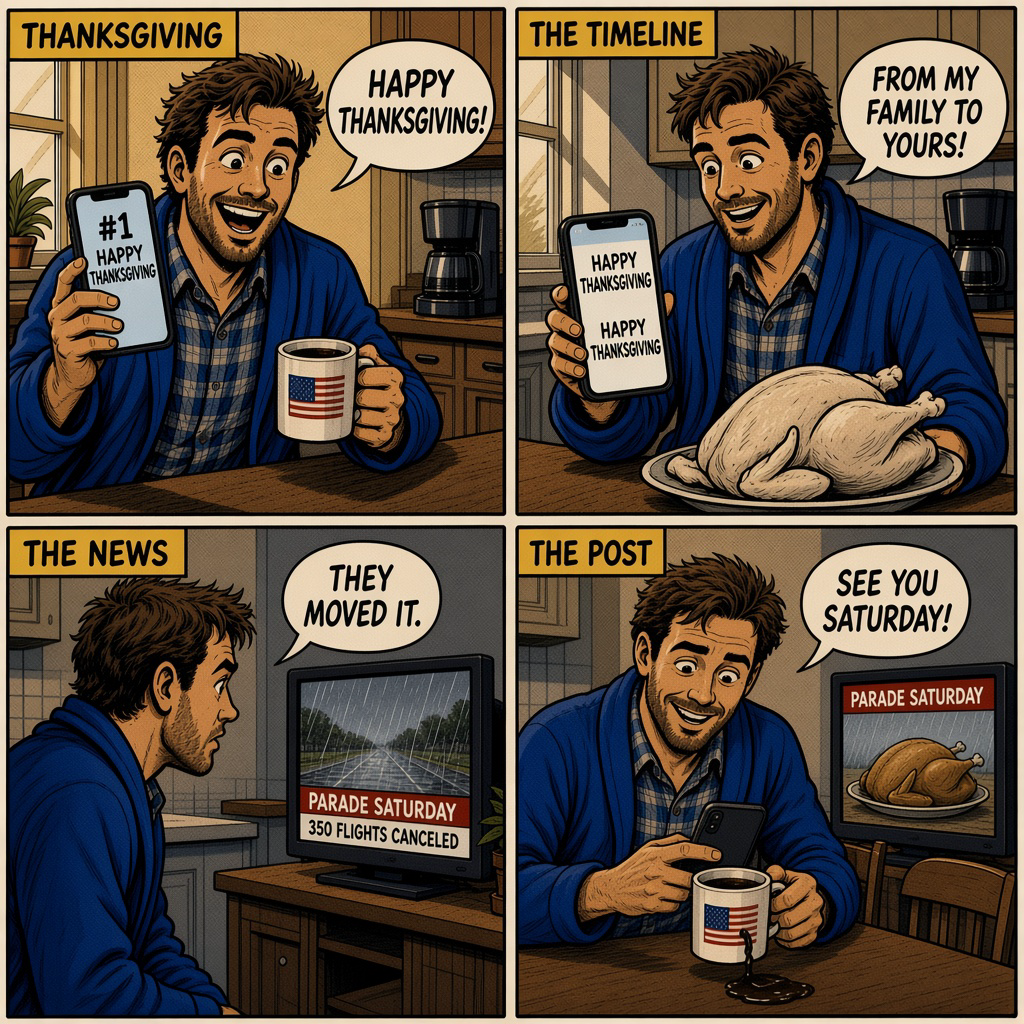 THANKSGIVING
HAPPY
THANKSGIVING!
#1
HAPPY
THANKSGIVING
THE TIMELINE
FROM MY
FAMILY TO
YOURS!
HAPPY
THANKSGIVING
HAPPY
THANKSGIVING
THE NEWS
THEY
MOVED IT.
PARADE SATURDAY
350 FLIGHTS CANCELED
THE POST
SEE YOU
SATURDAY!
PARADE SATURDAY